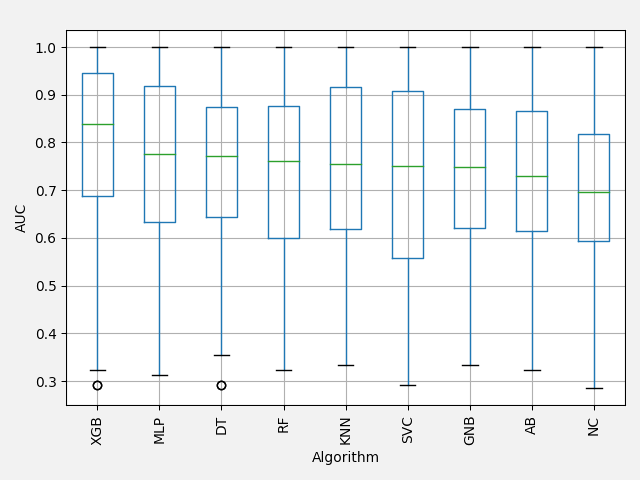 1.0
0.9
0.8
0.7
0.6
0.5
0.4
0.3
AUC
XGB
MLP
DT
RF
KNN
SVC
GNB
AB
NC
Algorithm